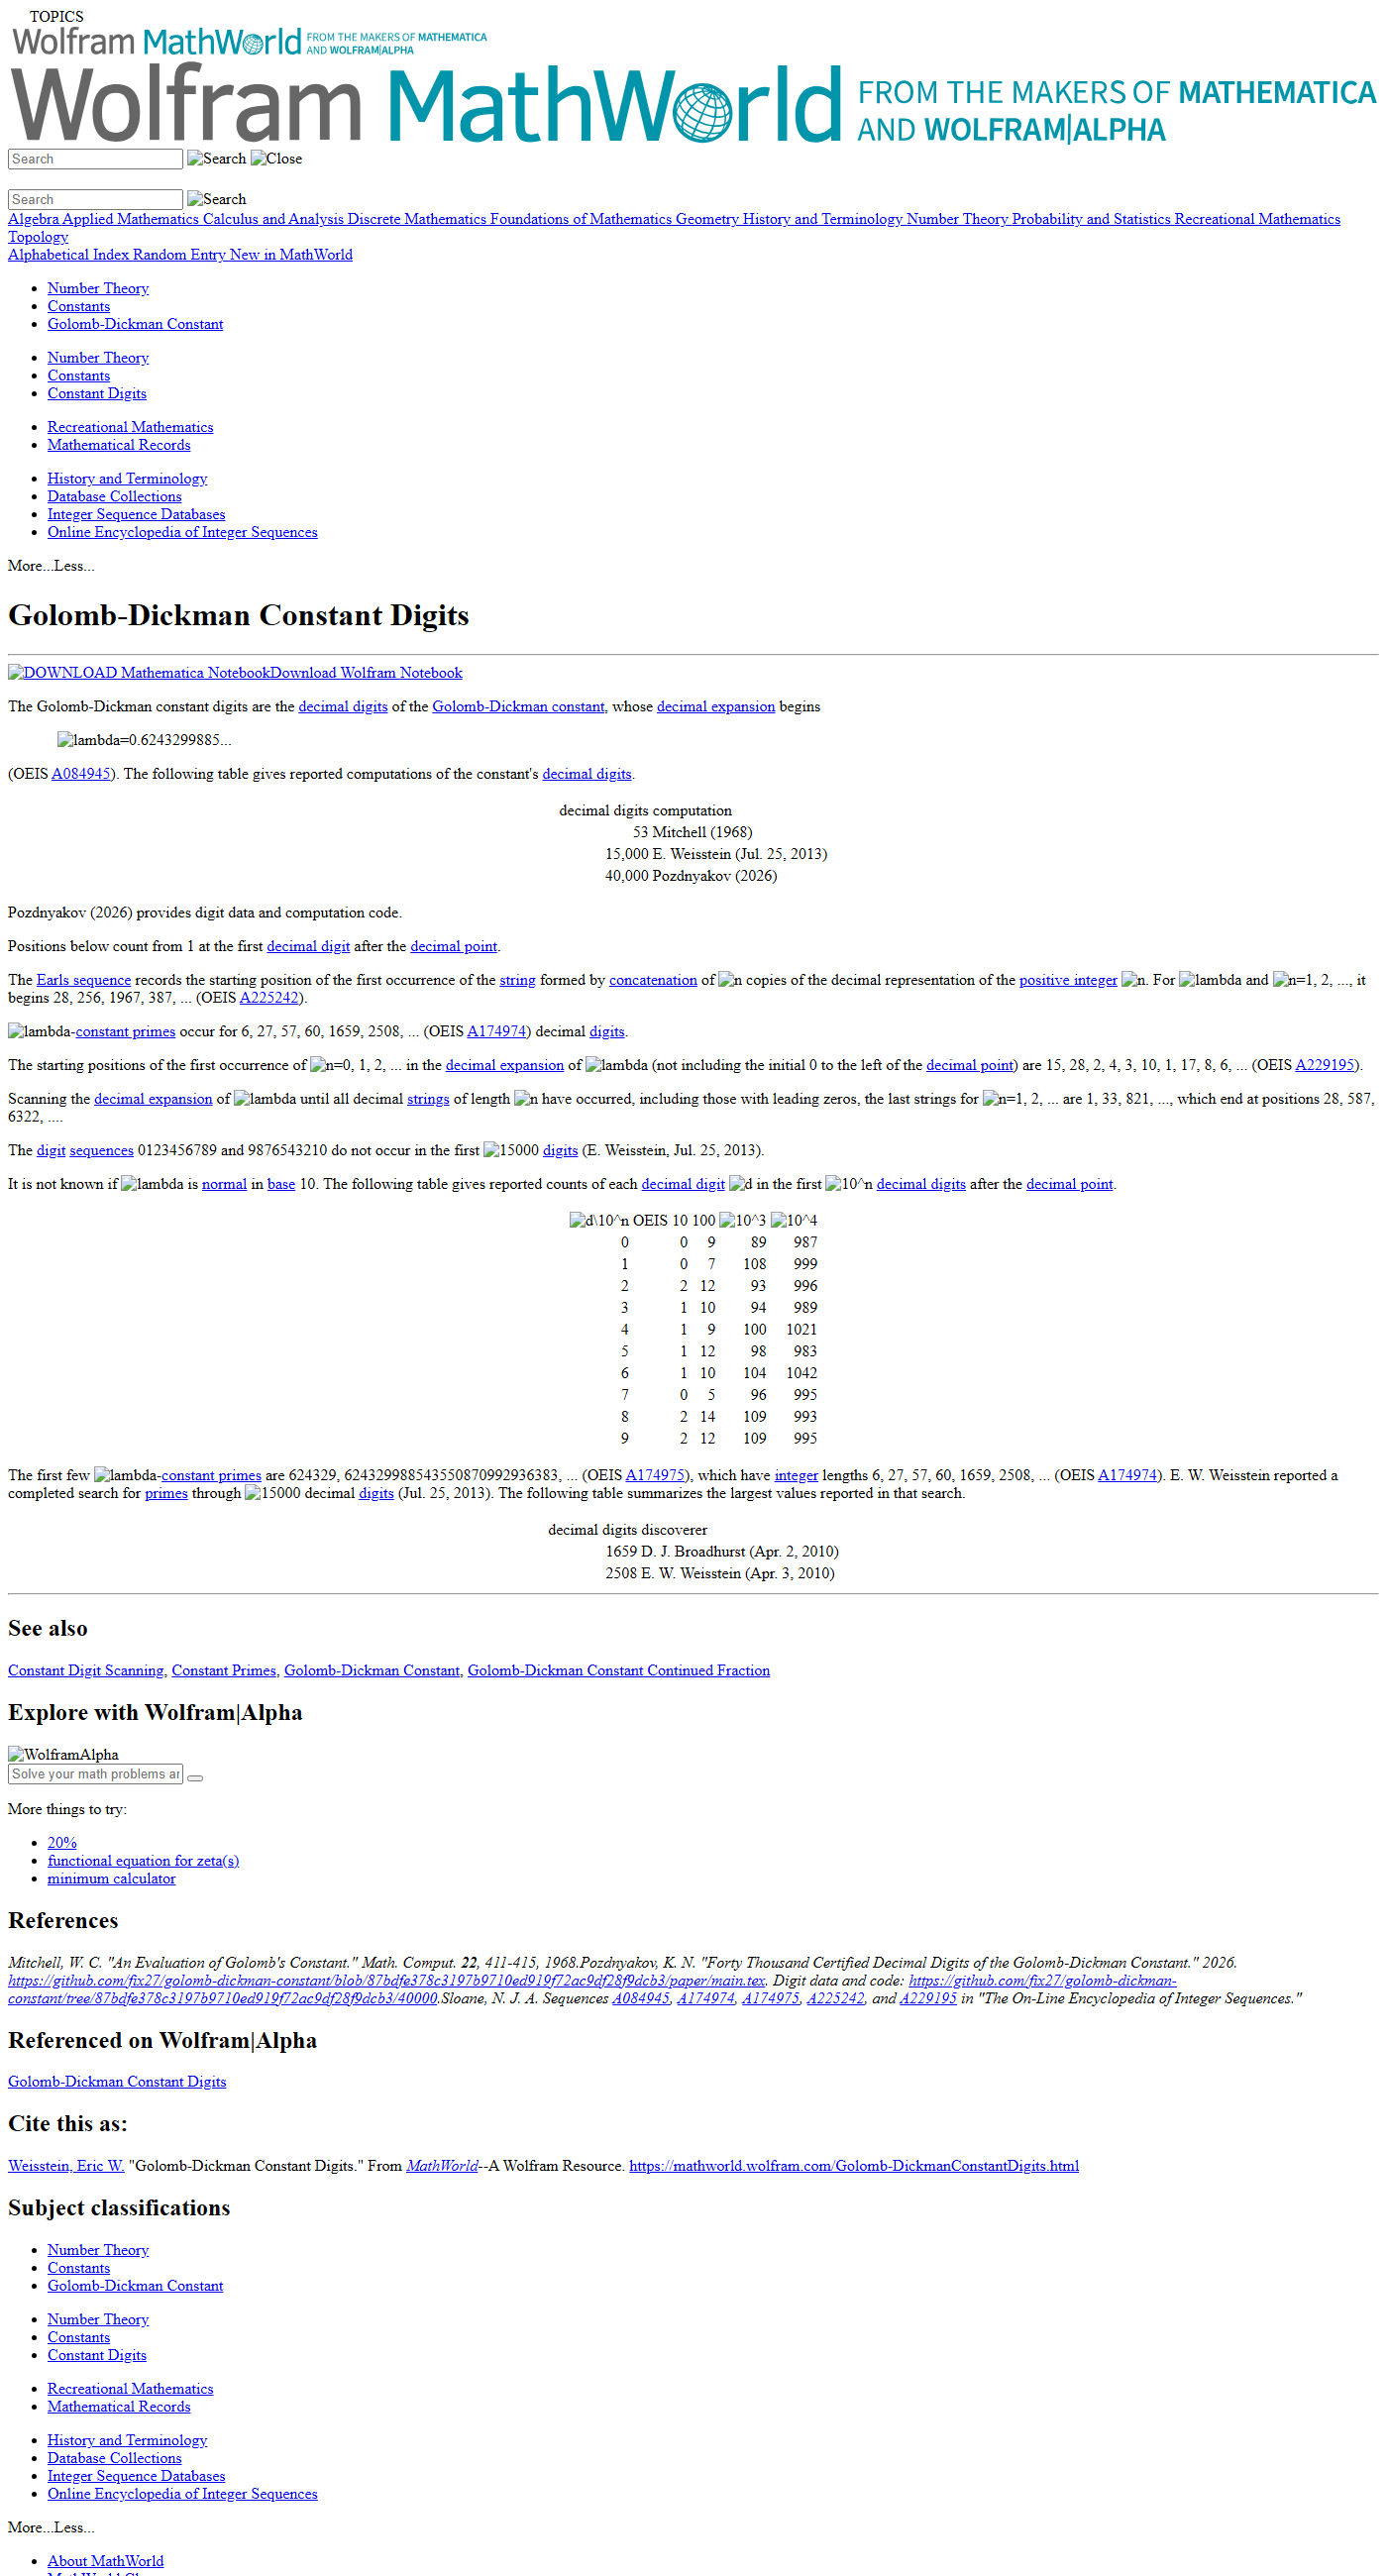 TOPICS
Wolfram MathWorld FROM THE MAKERS OF MATHEMATICA
AND WOLFRAM|ALPHA
Wolfram MathWorld FROM THE MAKERS OF MATHEMATICA
AND WOLFRAM|ALPHA
Search Search Close
Search Search
Algebra Applied Mathematics Calculus and Analysis Discrete Mathematics Foundations of Mathematics Geometry History and Terminology Number Theory Probability and Statistics Recreational Mathematics
Topology
Alphabetical Index Random Entry New in MathWorld
Number Theory
Constants
Golomb-Dickman Constant
Number Theory
Constants
Constant Digits
Recreational Mathematics
Mathematical Records
History and Terminology
Database Collections
Integer Sequence Databases
Online Encyclopedia of Integer Sequences
More...Less...
Golomb-Dickman Constant Digits
DOWNLOAD Mathematica NotebookDownload Wolfram Notebook
The Golomb-Dickman constant digits are the decimal digits of the Golomb-Dickman constant, whose decimal expansion begins
lambda=0.6243299885...
(OEIS A084945). The following table gives reported computations of the constant's decimal digits.
decimal digits computation
53 Mitchell (1968)
15,000 E. Weisstein (Jul. 25, 2013)
40,000 Pozdnyakov (2026)
Pozdnyakov (2026) provides digit data and computation code.
Positions below count from 1 at the first decimal digit after the decimal point.
The Earls sequence records the starting position of the first occurrence of the string formed by concatenation of n copies of the decimal representation of the positive integer n. For lambda and n=1, 2, ..., it
begins 28, 256, 1967, 387, ... (OEIS A225242).
lambda-constant primes occur for 6, 27, 57, 60, 1659, 2508, ... (OEIS A174974) decimal digits.
The starting positions of the first occurrence of n=0, 1, 2, ... in the decimal expansion of lambda (not including the initial 0 to the left of the decimal point) are 15, 28, 2, 4, 3, 10, 1, 17, 8, 6, ... (OEIS A229195).
Scanning the decimal expansion of lambda until all decimal strings of length n have occurred, including those with leading zeros, the last strings for n=1, 2, ... are 1, 33, 821, ..., which end at positions 28, 587,
6322, ....
The digit sequences 0123456789 and 9876543210 do not occur in the first 15000 digits (E. Weisstein, Jul. 25, 2013).
It is not known if lambda is normal in base 10. The following table gives reported counts of each decimal digit d in the first 10^n decimal digits after the decimal point.
d\10^n OEIS 10 100 10^3 10^4
0 0 9 89 987
1 0 7 108 999
2 2 12 93 996
3 1 10 94 989
4 1 9 100 1021
5 1 12 98 983
6 1 10 104 1042
7 0 5 96 995
8 2 14 109 993
9 2 12 109 995
The first few lambda-constant primes are 624329, 624329988543550870992936383, ... (OEIS A174975), which have integer lengths 6, 27, 57, 60, 1659, 2508, ... (OEIS A174974). E. W. Weisstein reported a
completed search for primes through 15000 decimal digits (Jul. 25, 2013). The following table summarizes the largest values reported in that search.
decimal digits discoverer
1659 D. J. Broadhurst (Apr. 2, 2010)
2508 E. W. Weisstein (Apr. 3, 2010)
See also
Constant Digit Scanning, Constant Primes, Golomb-Dickman Constant, Golomb-Dickman Constant Continued Fraction
Explore with Wolfram|Alpha
WolframAlpha
Solve your math problems ar
More things to try:
20%
functional equation for zeta(s)
minimum calculator
References
Mitchell, W. C. "An Evaluation of Golomb's Constant." Math. Comput. 22, 411-415, 1968.Pozdnyakov, K. N. "Forty Thousand Certified Decimal Digits of the Golomb-Dickman Constant." 2026.
https://github.com/fix27/golomb-dickman-constant/blob/87bdfe378c3197b9710ed919f72ac9df28f9dcb3/paper/main.tex. Digit data and code: https://github.com/fix27/golomb-dickman-
constant/tree/87bdfe378c3197b9710ed919f72ac9df28f9dcb3/40000.Sloane, N. J. A. Sequences A084945, A174974, A174975, A225242, and A229195 in "The On-Line Encyclopedia of Integer Sequences."
Referenced on Wolfram|Alpha
Golomb-Dickman Constant Digits
Cite this as:
Weisstein, Eric W. "Golomb-Dickman Constant Digits." From MathWorld--A Wolfram Resource. https://mathworld.wolfram.com/Golomb-DickmanConstantDigits.html
Subject classifications
Number Theory
Constants
Golomb-Dickman Constant
Number Theory
Constants
Constant Digits
Recreational Mathematics
Mathematical Records
History and Terminology
Database Collections
Integer Sequence Databases
Online Encyclopedia of Integer Sequences
More...Less...
About MathWorld